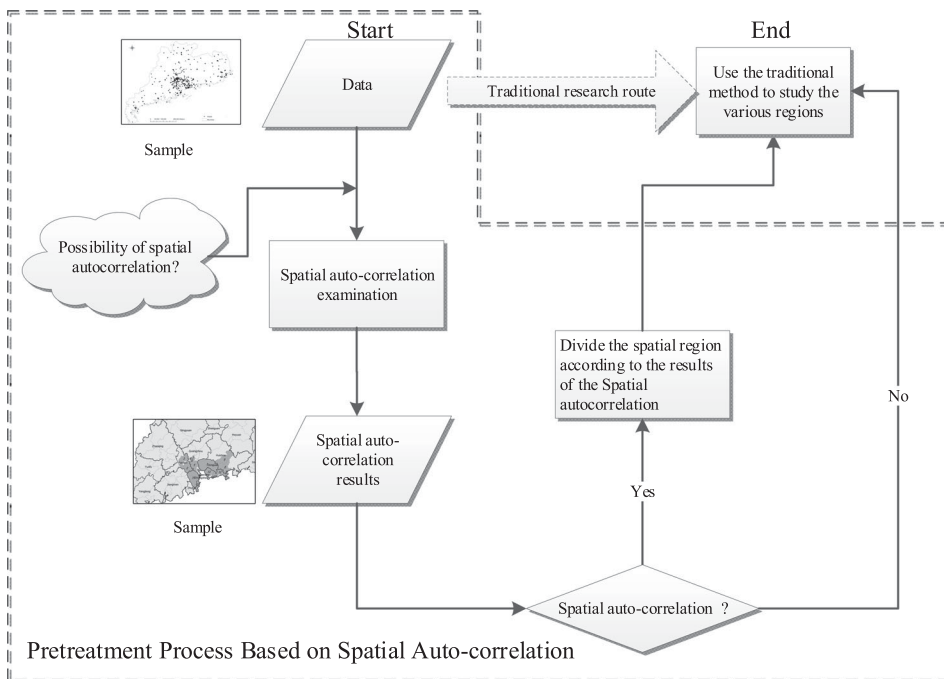 Start
End
Data
Traditional research route
Use the traditional
method to study the
various regions
Sample
Possibility of spatial
autocorrelation?
Spatial auto-correlation
examination
Divide the spatial region
according to the results
of the Spatial
autocorrelation
No
Spatial auto-
correlation
results
Sample
Yes
Spatial auto-correlation ?
Pretreatment Process Based on Spatial Auto-correlation